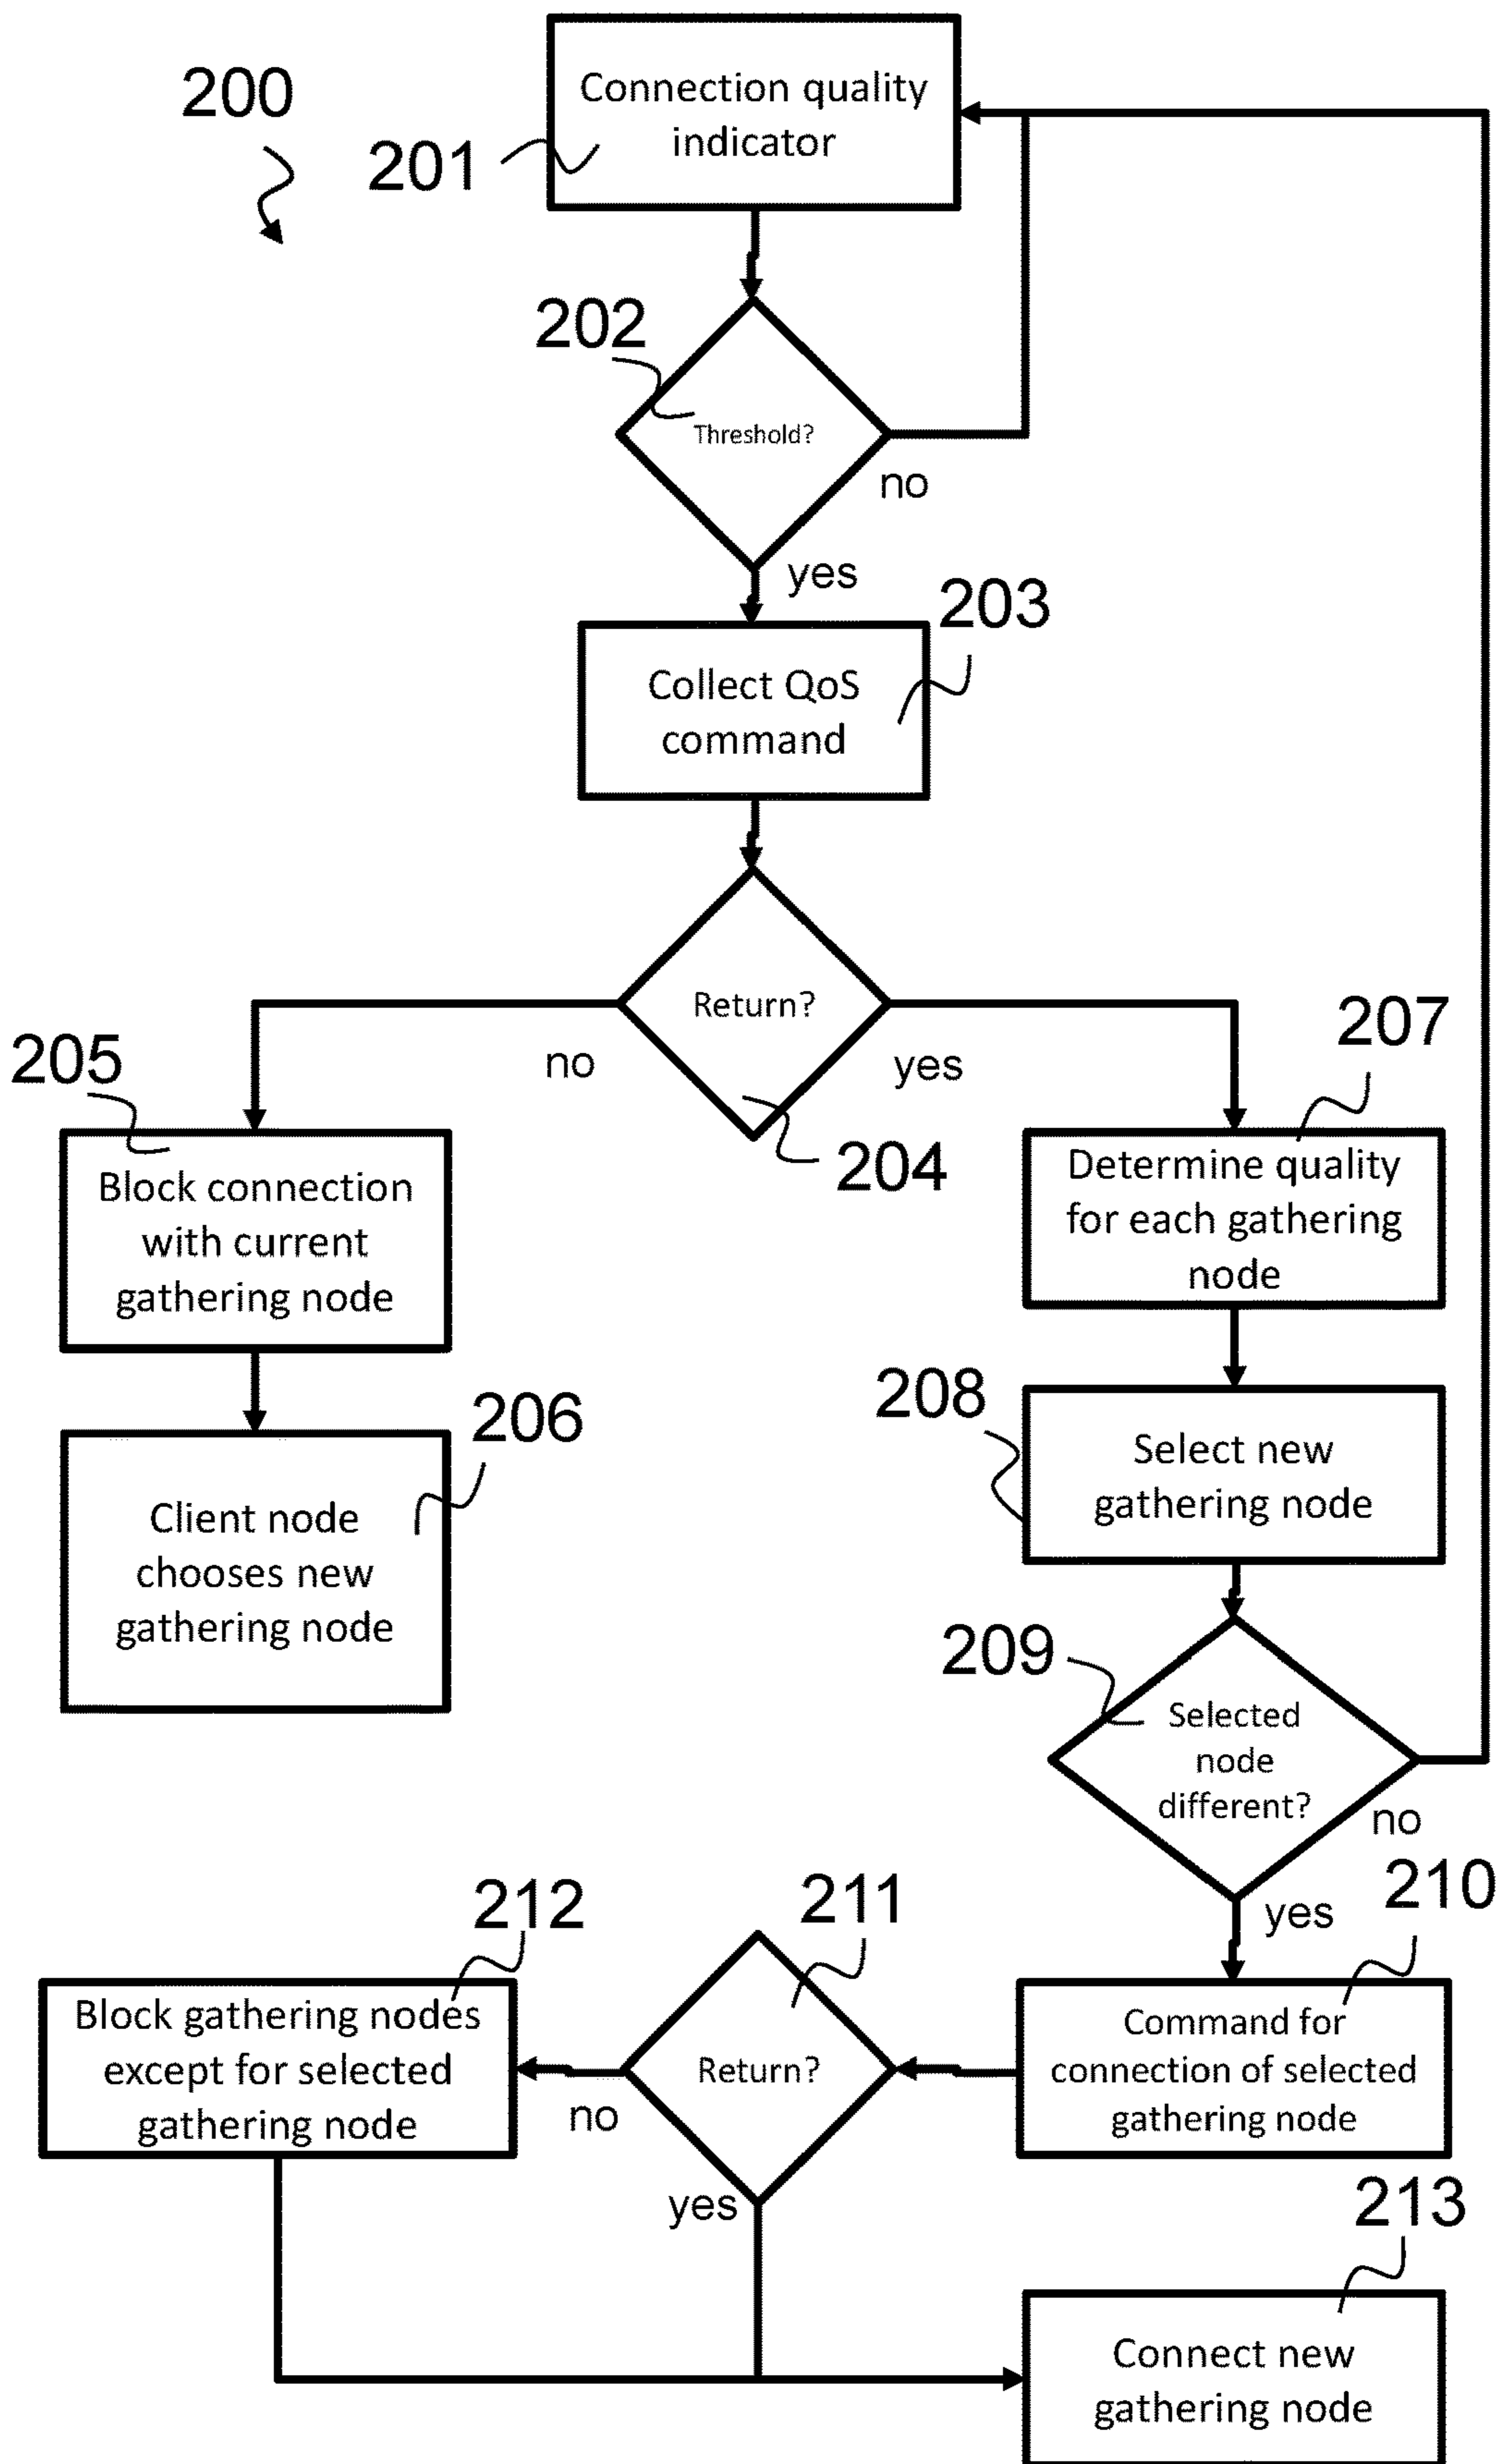 200
Connection quality
indicator
201
202
Threshold?
no
yes
203
Collect QoS
command
Return?
no
yes
204
205
207
Block connection
with current
gathering node
Determine quality
for each gathering
node
206
208
Client node
chooses new
gathering node
Select new
gathering node
209
Selected
node
different?
no
yes
210
211
212
Block gathering nodes
except for selected
gathering node
Return?
no
yes
Command for
connection of selected
gathering node
213
Connect new
gathering node